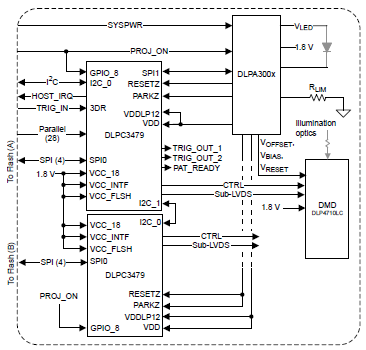 SYSPWR
PROJ_ON
VLED
1.8 V
DLPA300x
GPIO_8
SPI1
I2C
I2C_0
RESETZ
HOST_IRQ
PARKZ
RLIM
TRIG_IN
3DR
VDDLP12
VDD
Parallel
(28)
DLPC3479
Illumination
optics
To Flash (A)
TRIG_OUT_1
TRIG_OUT_2
PAT_READY
VOFFSET,
VBIAS,
VRESET
SPI (4)
SPI0
1.8 V
VCC_18
VCC_INTF
VCC_FLSH
CTRL
Sub-LVDS
I2C_1
1.8 V
DMD
DLP4710LC
I2C_0
VCC_18
VCC_INTF
VCC_FLSH
CTRL
Sub-LVDS
To Flash (B)
SPI (4)
SPI0
DLPC3479
PROJ_ON
RESETZ
PARKZ
VDDLP12
GPIO_8
VDD